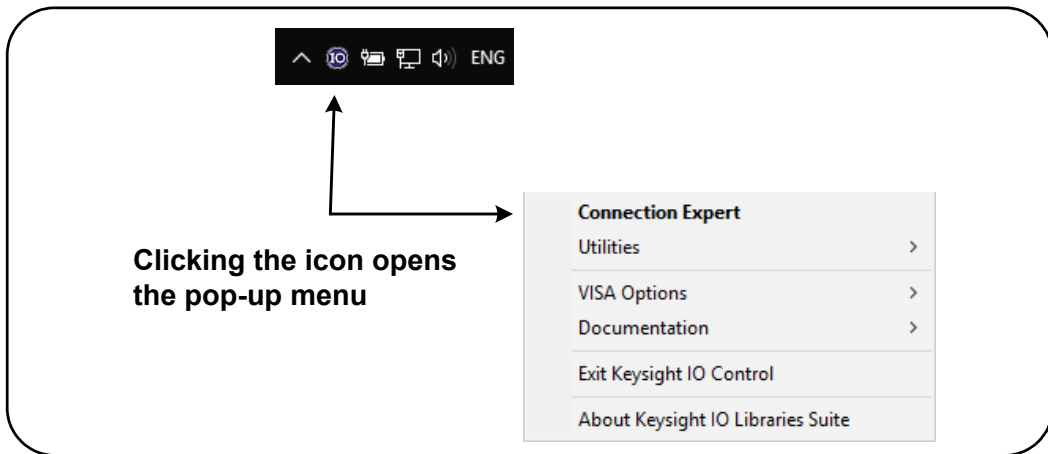 IO ENG
Connection Expert
Utilities
Clicking the icon opens
the pop-up menu
VISA Options
Documentation
Exit Keysight IO Control
About Keysight IO Libraries Suite